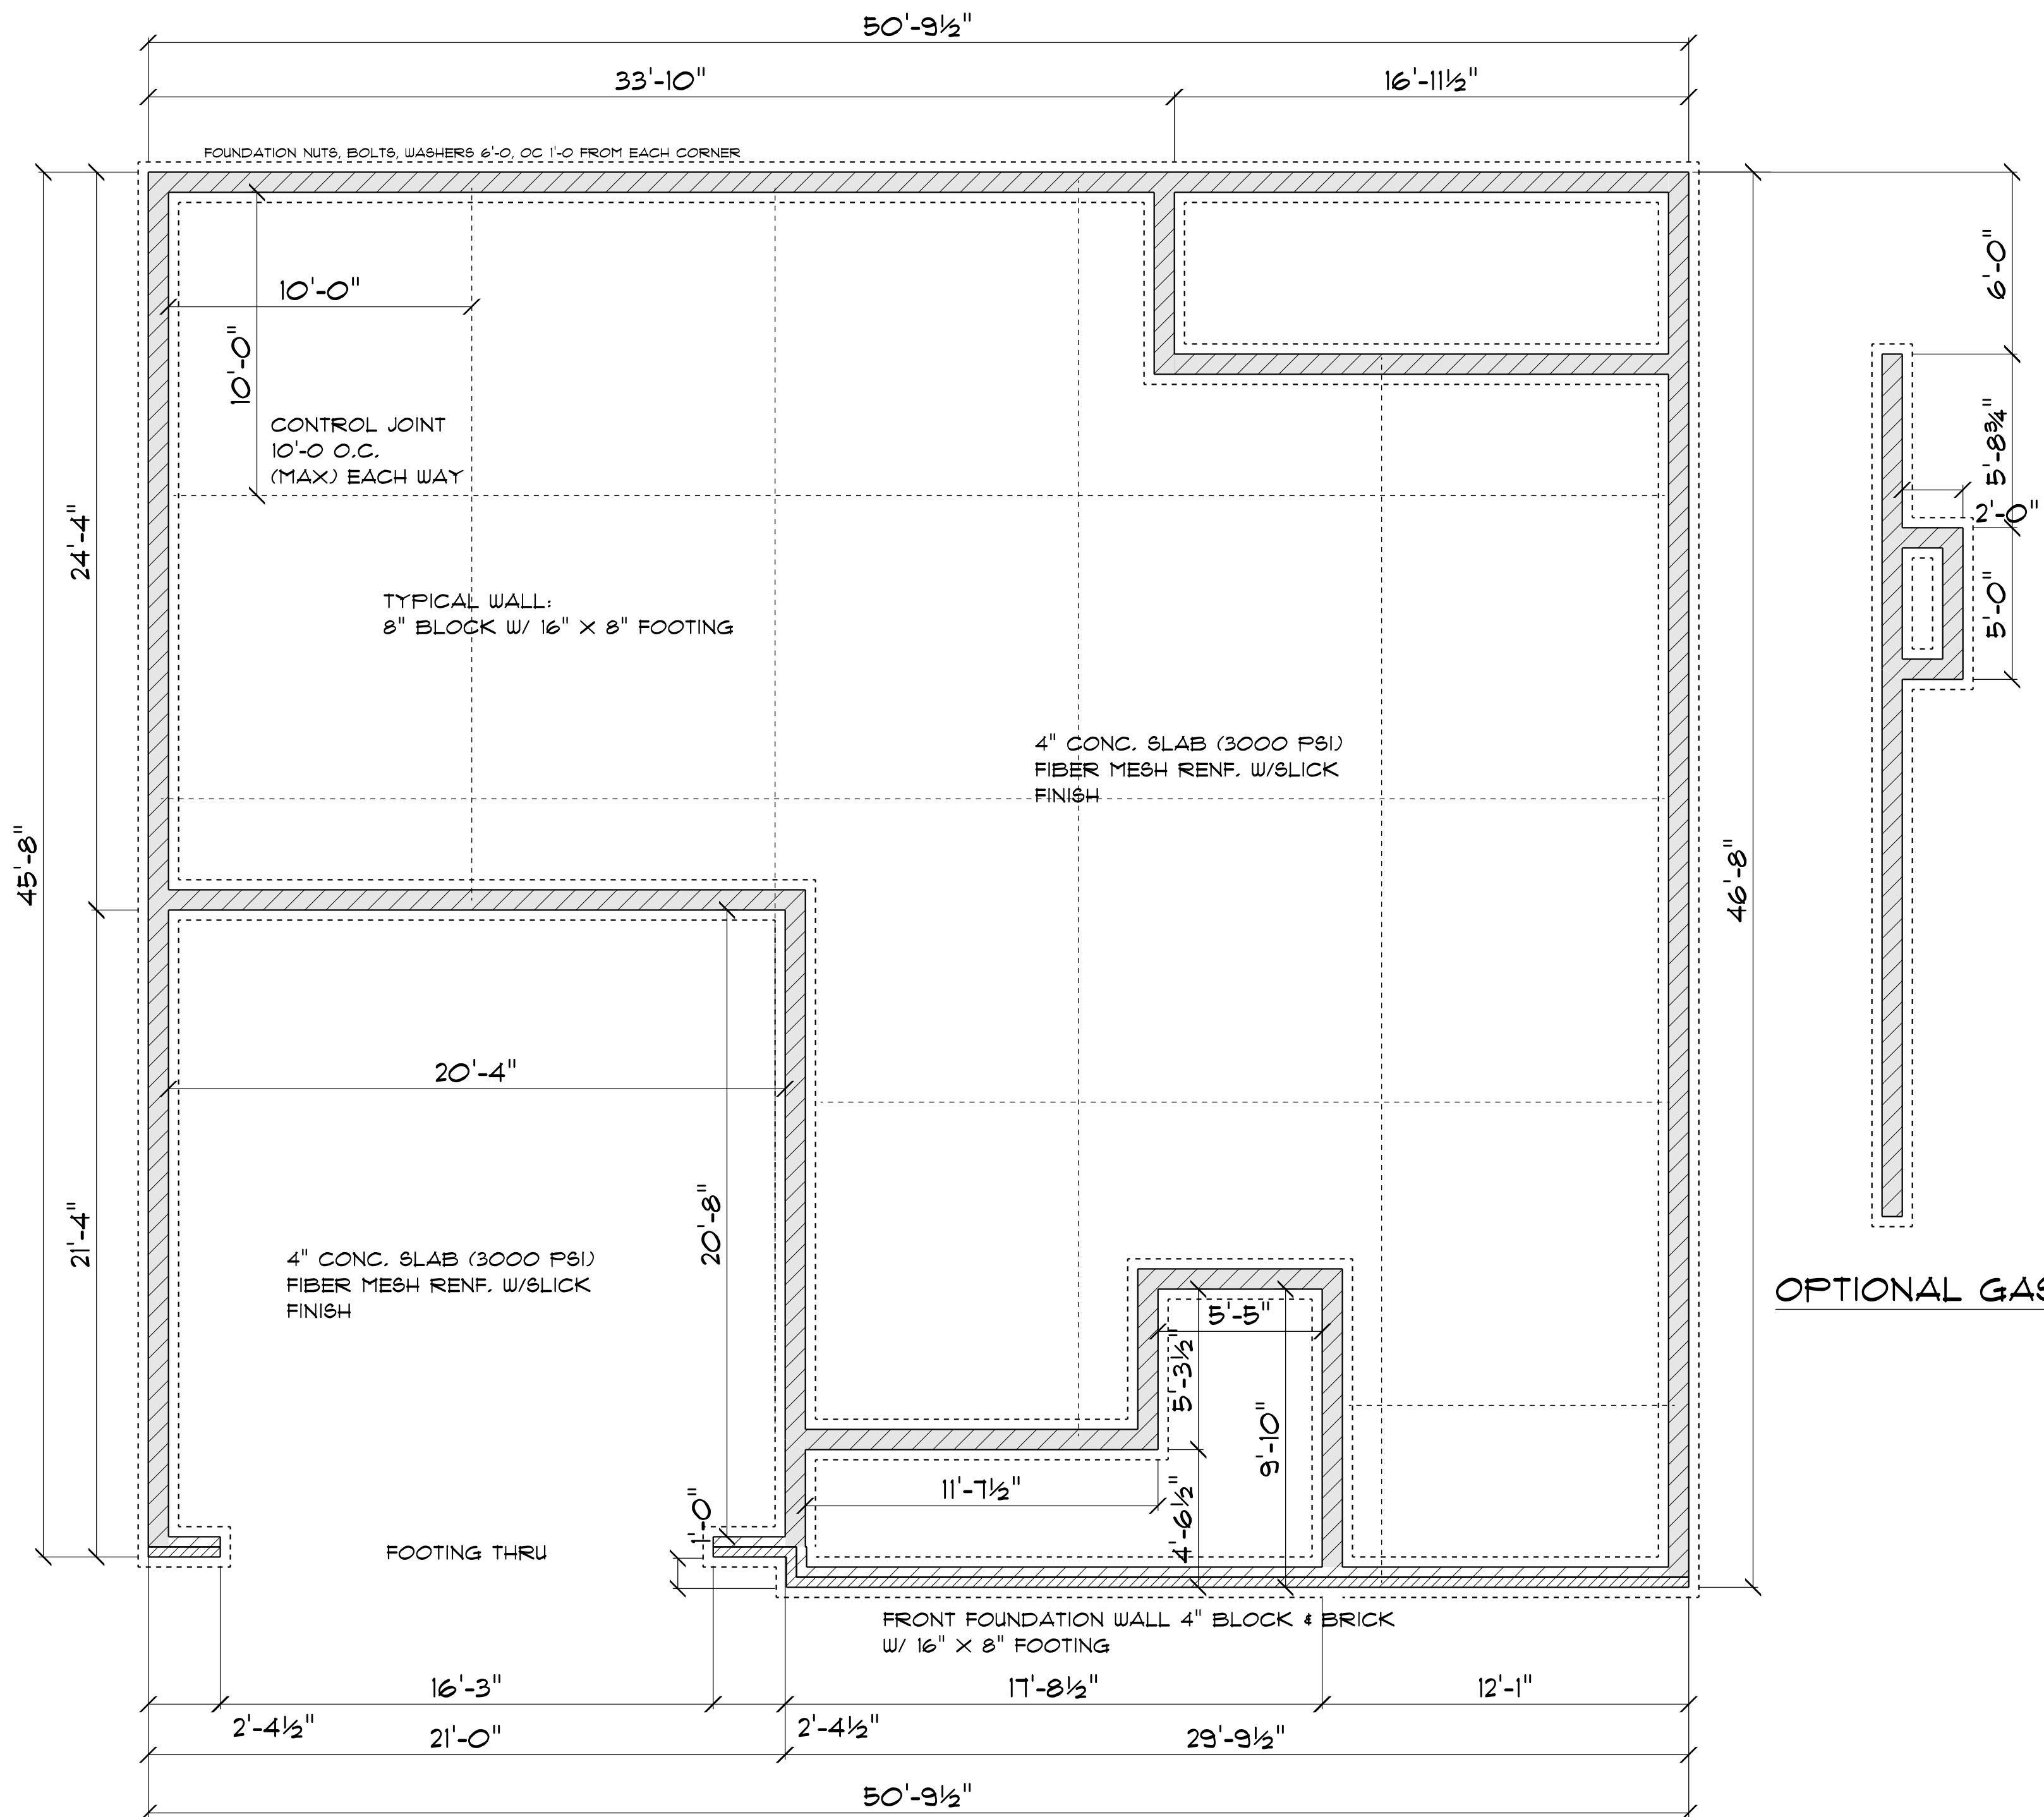 50'-9½"
33'-10"
16'-11½"
FOUNDATION NUTS, BOLTS, WASHERS 6'-0, OC 1'-0 FROM EACH CORNER
6'-0"
10'-0"
10'-0"
CONTROL JOINT
10'-0 O.C.
(MAX) EACH WAY
5'-8¾"
2'-0"
24'-4"
TYPICAL WALL:
8" BLOCK W/ 16" X 8" FOOTING
5'-0"
4" CONC. SLAB (3000 PSI)
FIBER MESH RENF. W/SLICK
FINISH
45'-8"
46'-8"
20'-4"
21'-4"
20'-8"
4" CONC. SLAB (3000 PSI)
FIBER MESH RENF. W/SLICK
FINISH
OPTIONAL GAS
5'-5"
5'-3½"
9'-10"
11'-7½"
1'-0"
4'-6½"
FOOTING THRU
FRONT FOUNDATION WALL 4" BLOCK & BRICK
W/ 16" X 8" FOOTING
16'-3"
17'-8½"
12'-1"
2'-4½"
2'-4½"
21'-0"
29'-9½"
50'-9½"